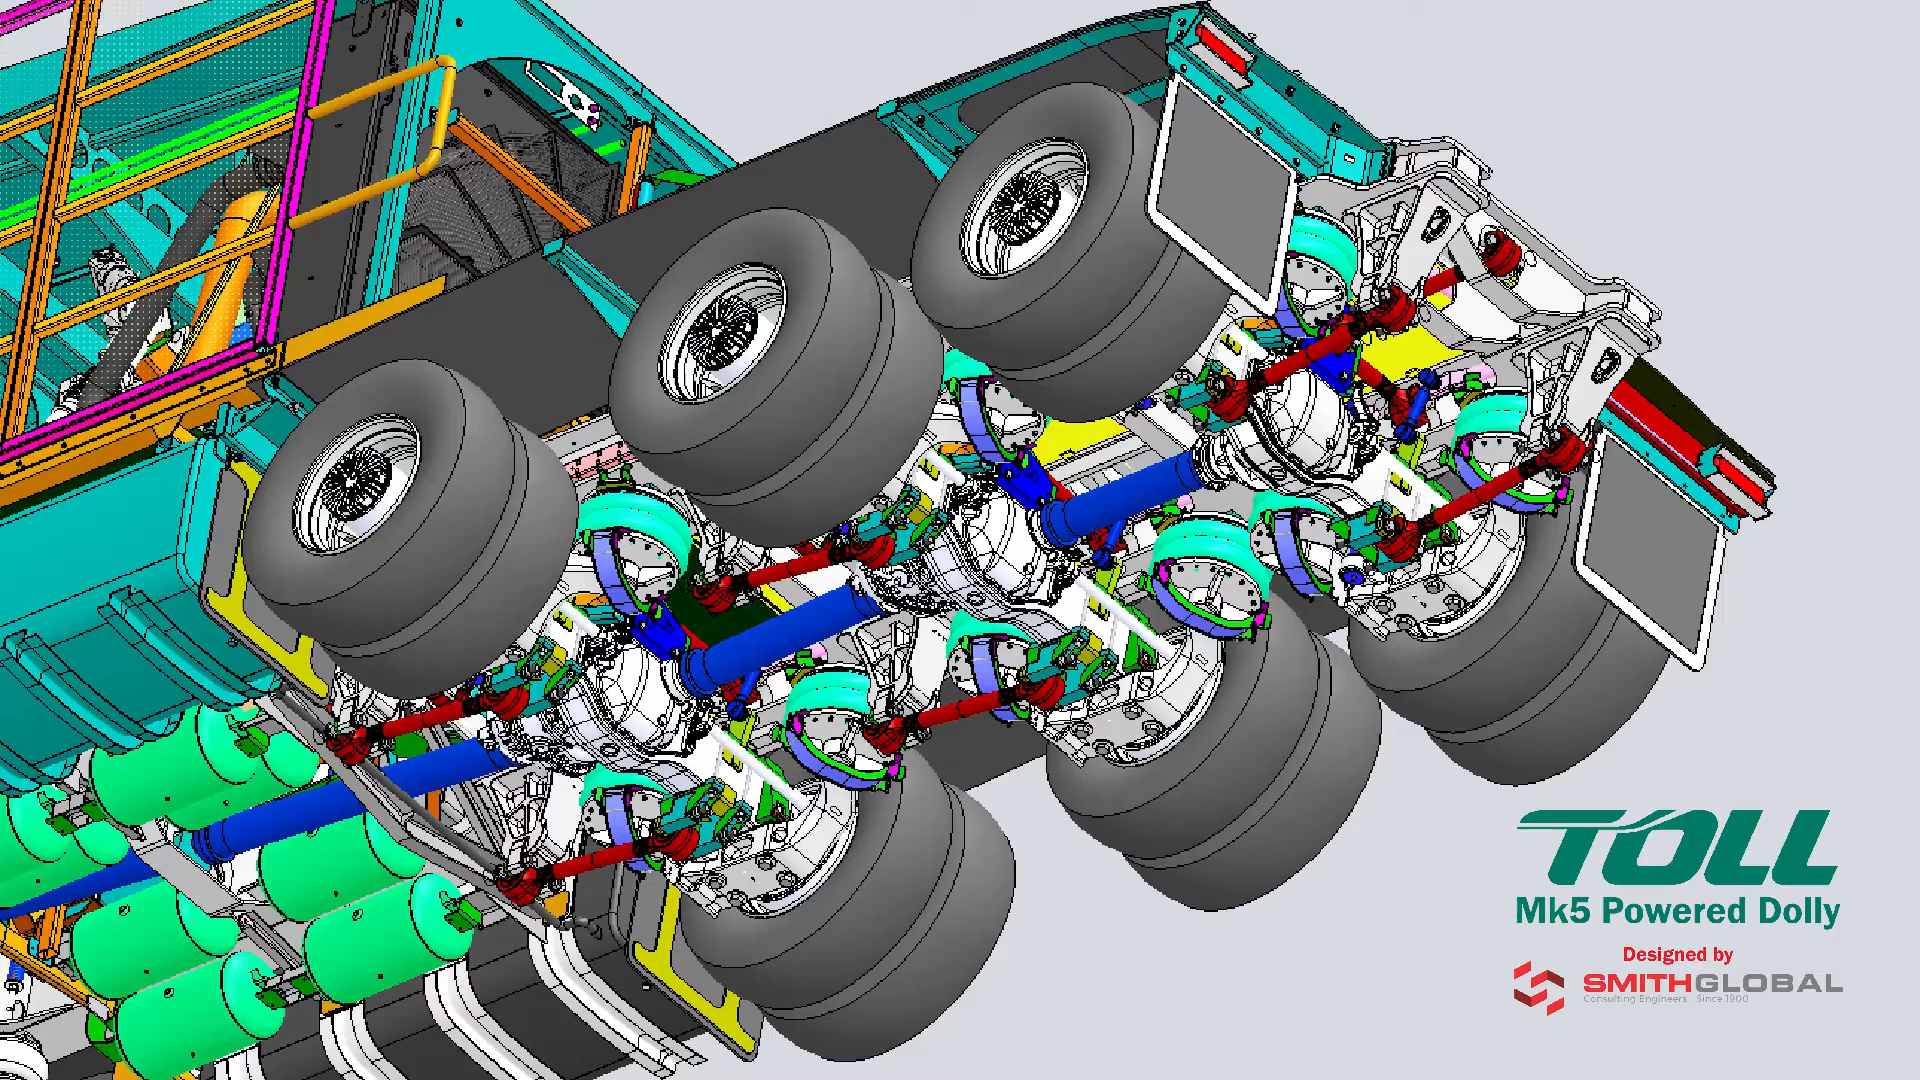 TOLL
Mk5 Powered Dolly
Designed by
SMITHGLOBAL
Consulting Engineers Since 1900